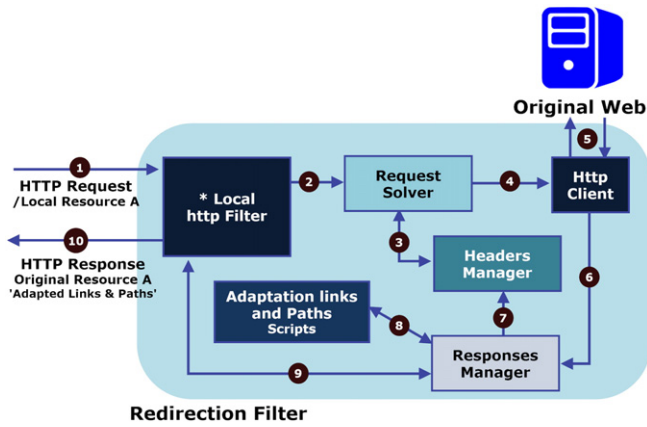 Original Web
5
1
HTTP Request
/Local Resource A
* Local
http Filter
2
Request
Solver
4
Http
Client
10
HTTP Response
Original Resource A
'Adapted Links & Paths'
3
Headers
Manager
6
Adaptation links
and Paths
Scripts
8
7
9
Responses
Manager
Redirection Filter